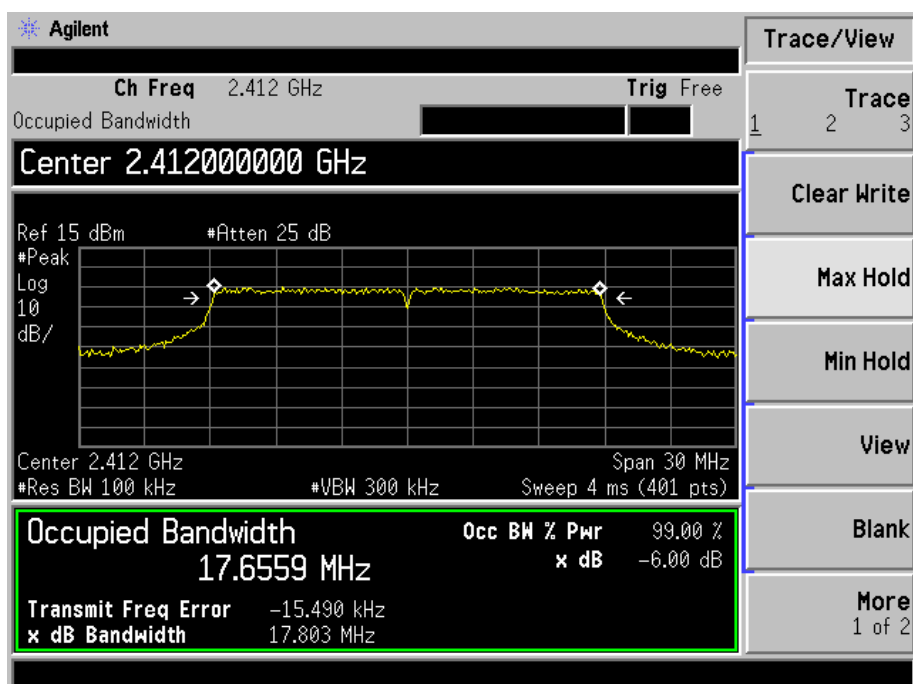 Agilent
Trace/View
Ch Freq 2.412 GHz Trig Free
Occupied Bandwidth
Trace
1 2 3
Center 2.412000000 GHz
Clear Write
Ref 15 dBm #Atten 25 dB
#Peak
Log
10
dB/
Max Hold
Min Hold
Center 2.412 GHz Span 30 MHz
#Res BW 100 kHz #VBW 300 kHz Sweep 4 ms (401 pts)
View
Occupied Bandwidth Occ BW % Pwr 99.00 %
17.6559 MHz x dB -6.00 dB
Blank
Transmit Freq Error -15.490 kHz
x dB Bandwidth 17.803 MHz
More
1 of 2